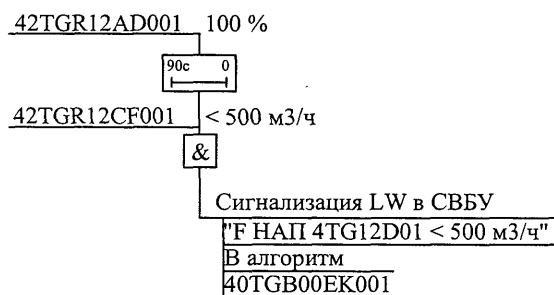 42TGR12AD001 100 %
90с 0
42TGR12CF001 < 500 м3/ч
&
Сигнализация LW в СВБУ
"F НАП 4TG12D01 < 500 м3/ч"
В алгоритм
40TGB00EK001